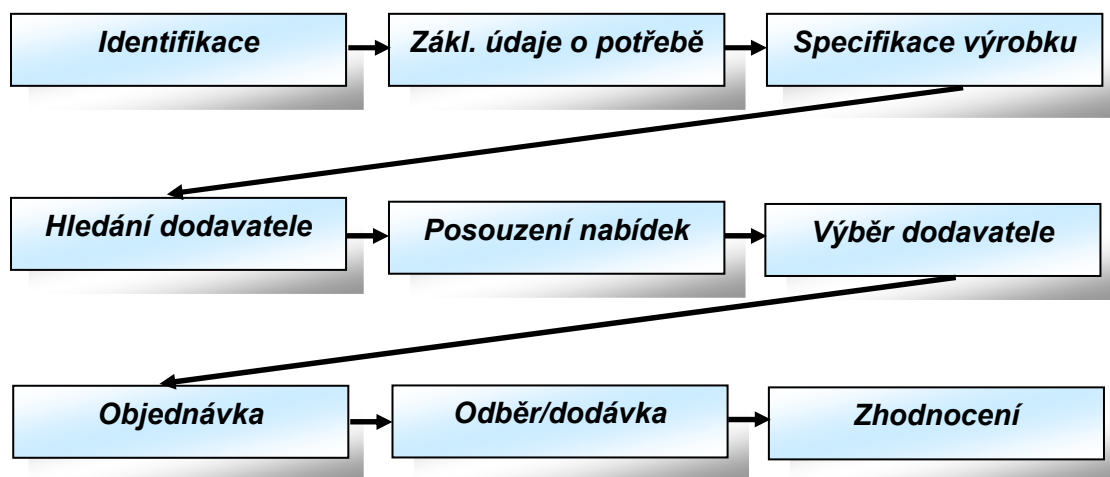 Identifikace
Zákl. údaje o potřebě
Specifikace výrobku
Hledání dodavatele
Posouzení nabídek
Výběr dodavatele
Objednávka
Odběr/dodávka
Zhodnocení